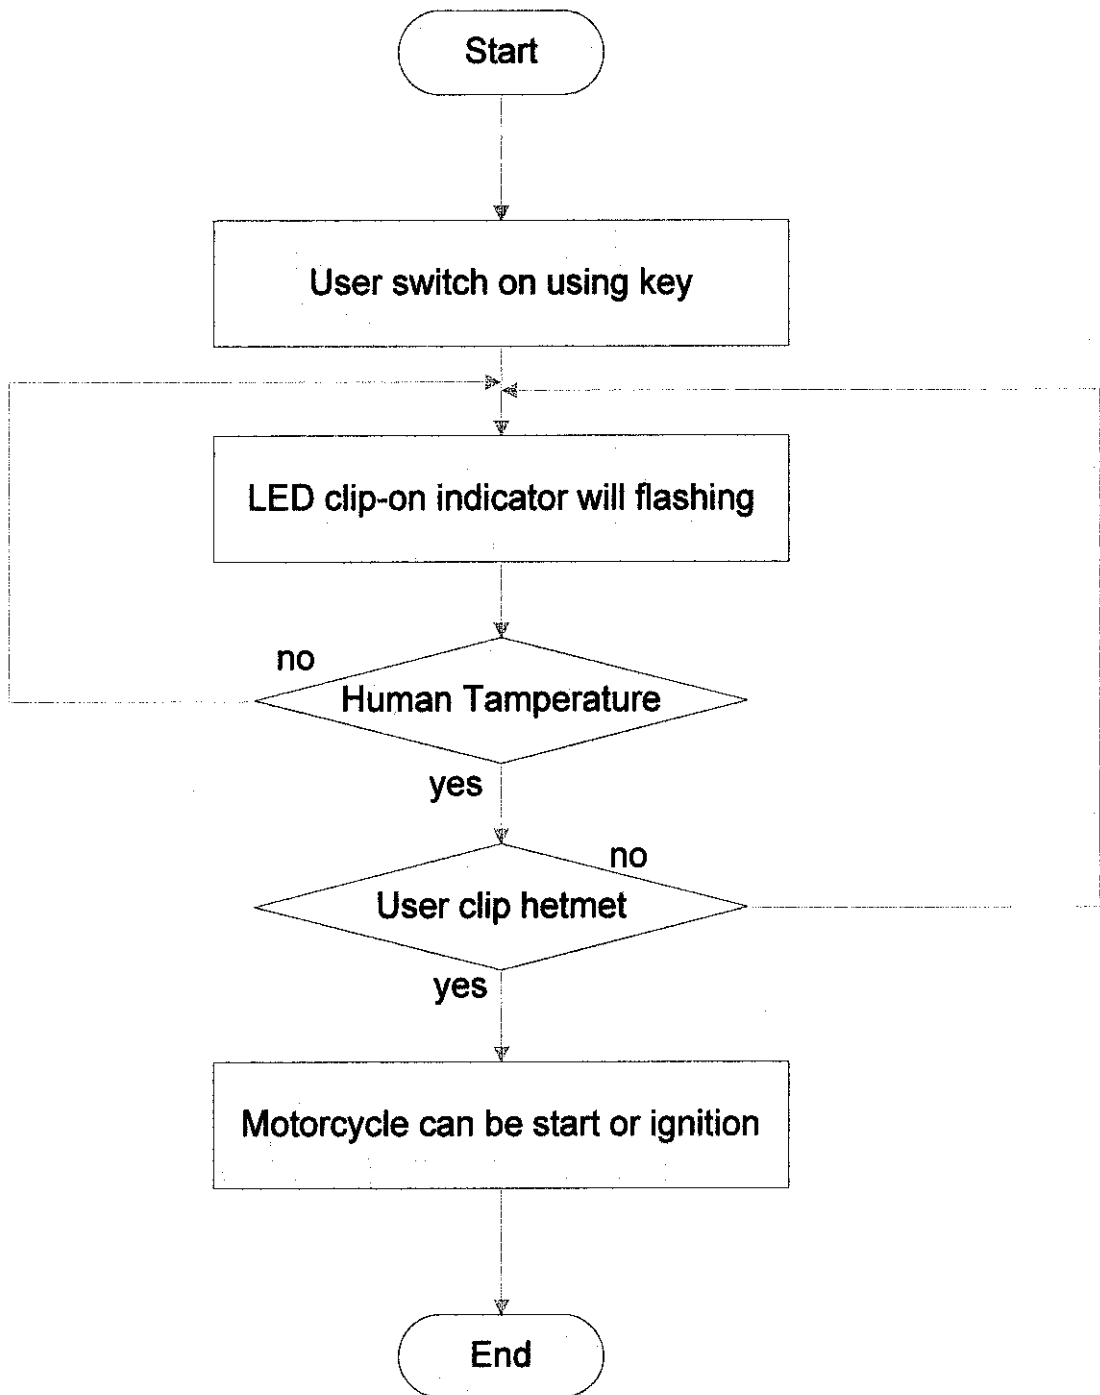 Start
User switch on using key
LED clip-on indicator will flashing
no
Human Tamperature
yes
no
User clip hetmet
yes
Motorcycle can be start or ignition
End